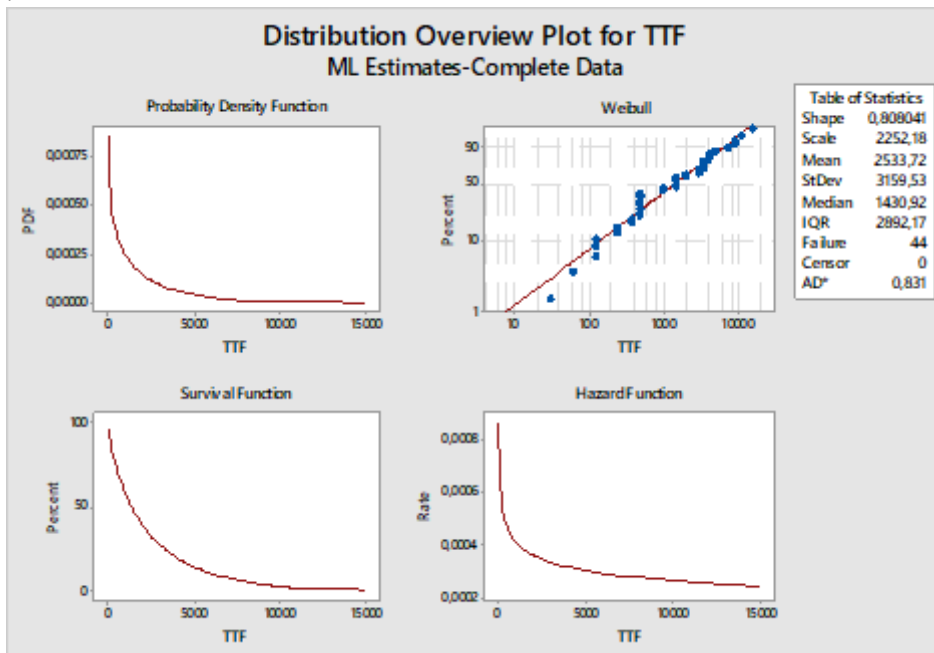 Distribution Overview Plot for TTF
ML Estimates-Complete Data
Probability Density Function
0,00075
0,00050
0,00025
0,00000
PDF
0 5000 10000 15000
TTF
Weibull
90
50
10
1
Percent
10 100 1000 10000
TTF
Table of Statistics
Shape 0,808041
Scale 2252,18
Mean 2533,72
StDev 3159,53
Median 1430,92
IQR 2892,17
Failure 44
Censor 0
AD* 0,831
Survival Function
100
50
0
Percent
0 5000 10000 15000
TTF
Hazard Function
0,0008
0,0006
0,0004
0,0002
Rate
0 5000 10000 15000
TTF